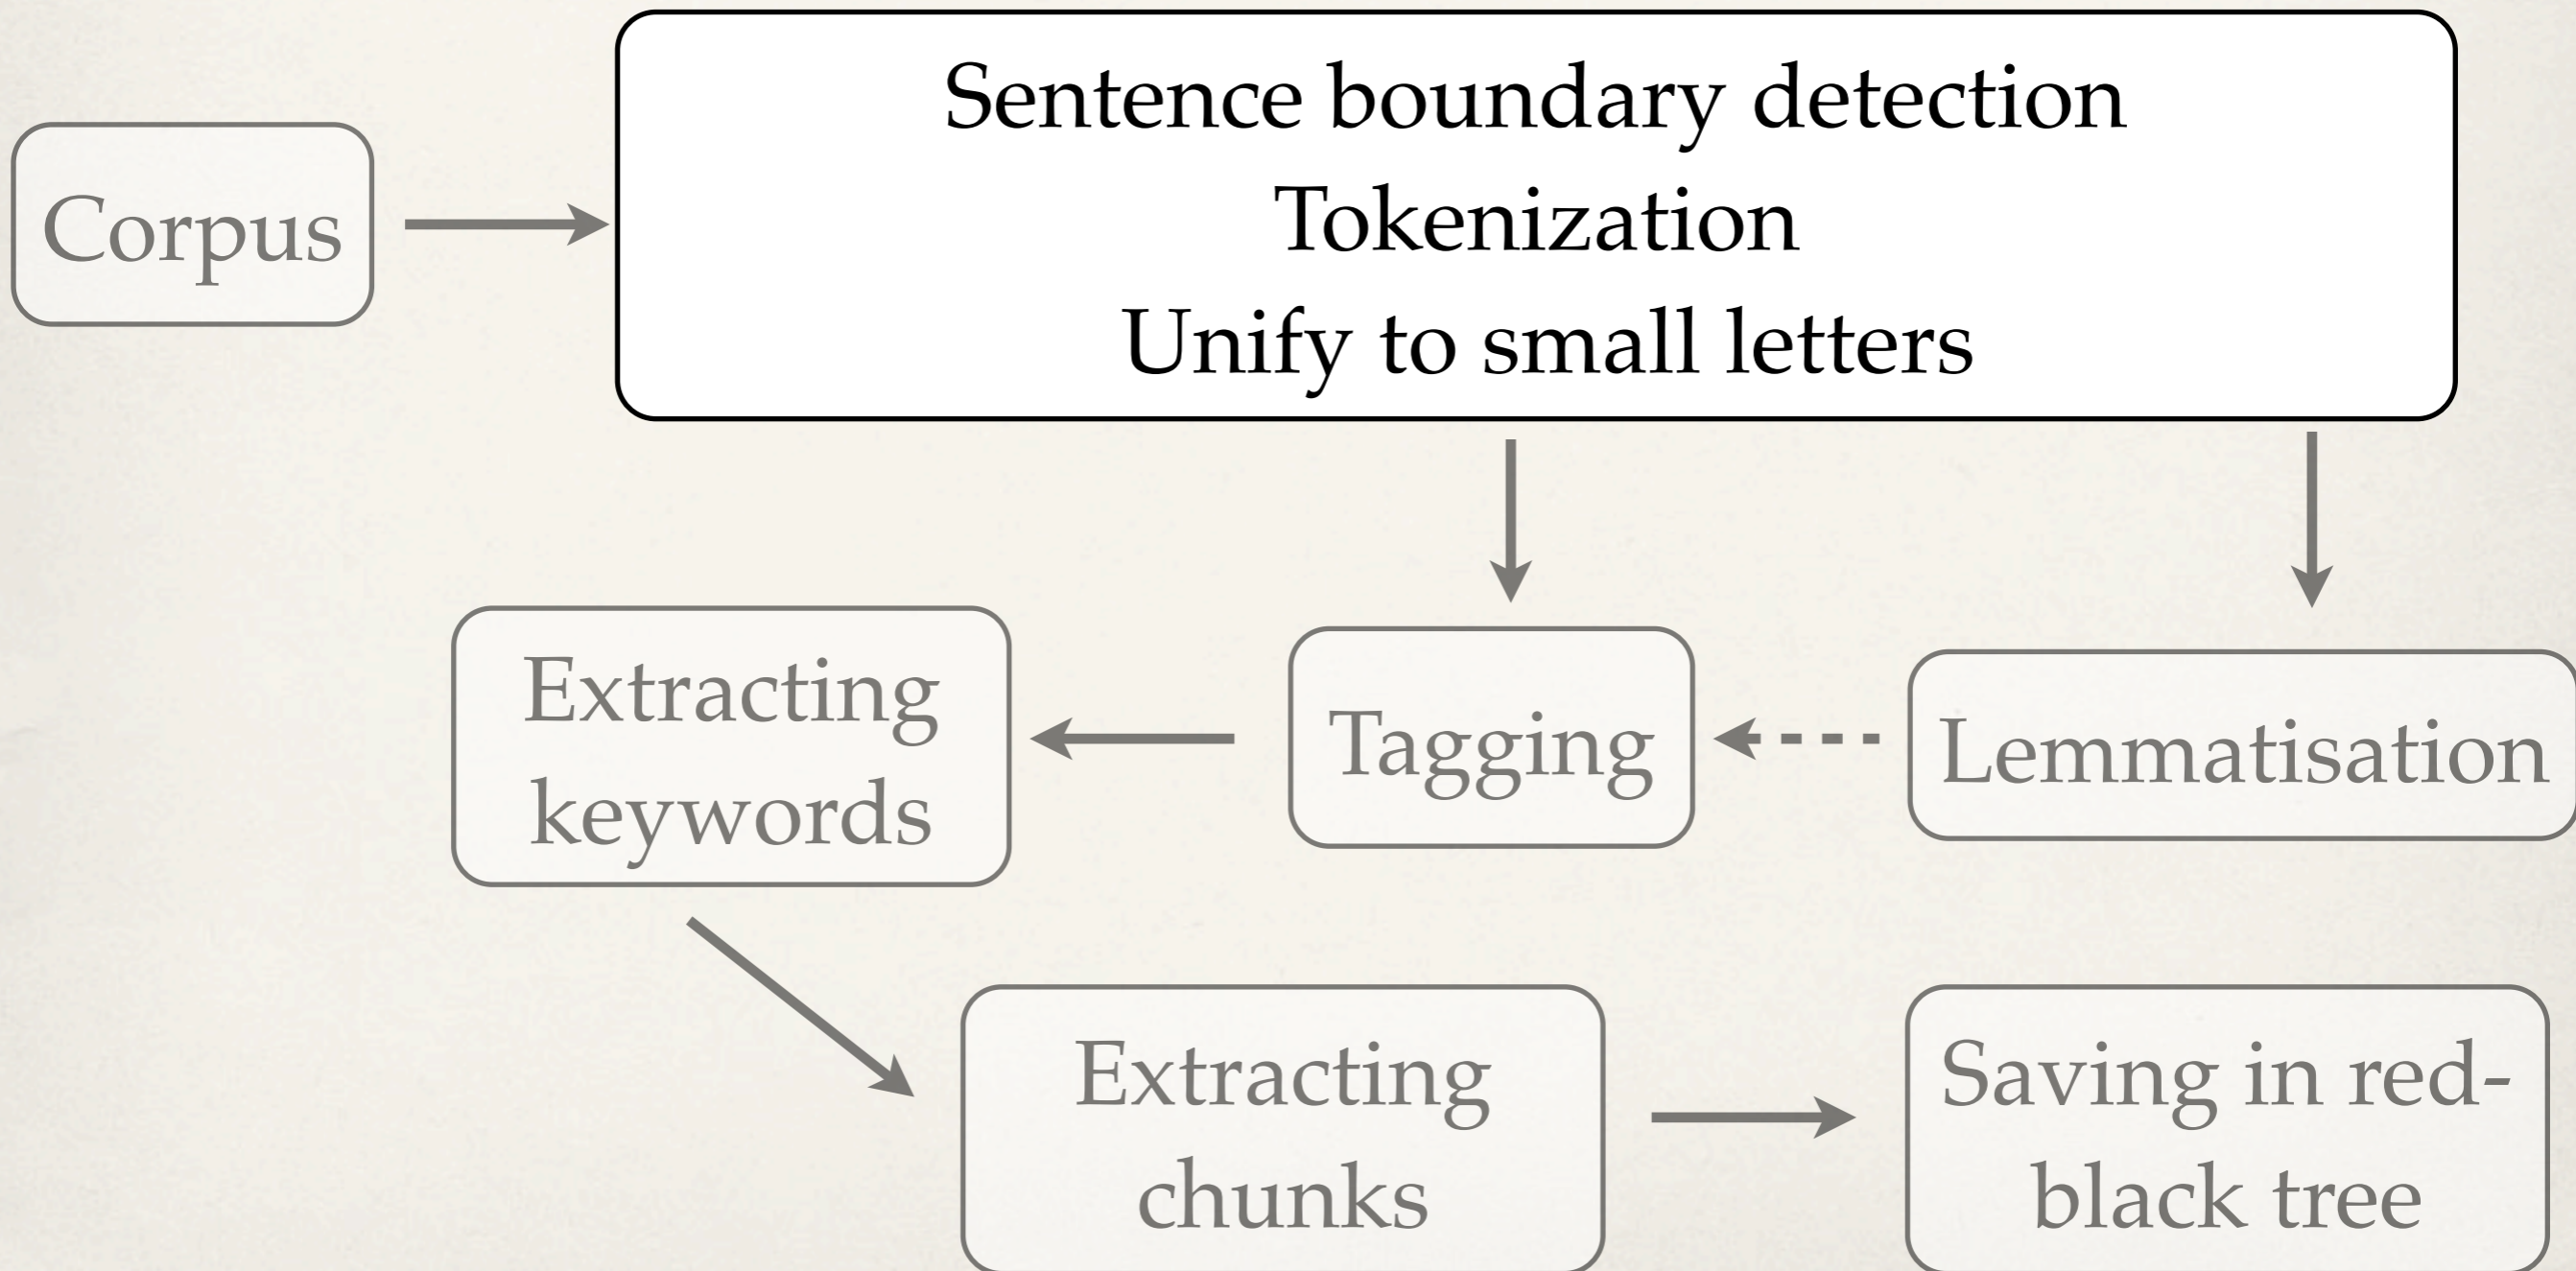 Sentence boundary detection
Tokenization
Unify to small letters
Corpus
Extracting
keywords
Tagging
Lemmatisation
Extracting
chunks
Saving in red-
black tree